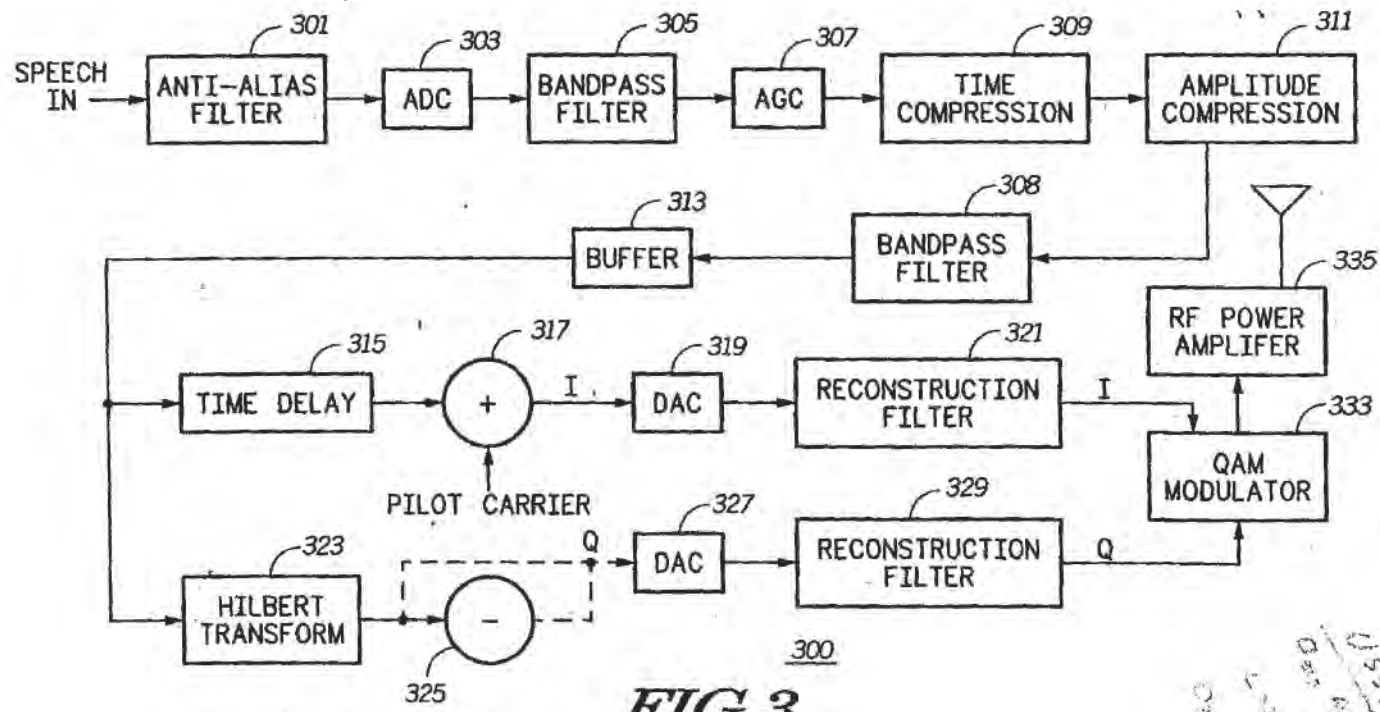 301
303
305
307
309
311
SPEECH
IN
ANTI-ALIAS
FILTER
ADC
BANDPASS
FILTER
AGC
TIME
COMPRESSION
AMPLITUDE
COMPRESSION
313
308
BUFFER
BANDPASS
FILTER
335
RF POWER
AMPLIFER
315
317
319
321
TIME DELAY
+
I
DAC
RECONSTRUCTION
FILTER
I
333
QAM
MODULATOR
PILOT CARRIER
323
327
329
Q
DAC
RECONSTRUCTION
FILTER
Q
HILBERT
TRANSFORM
-
325
300
FIG.3